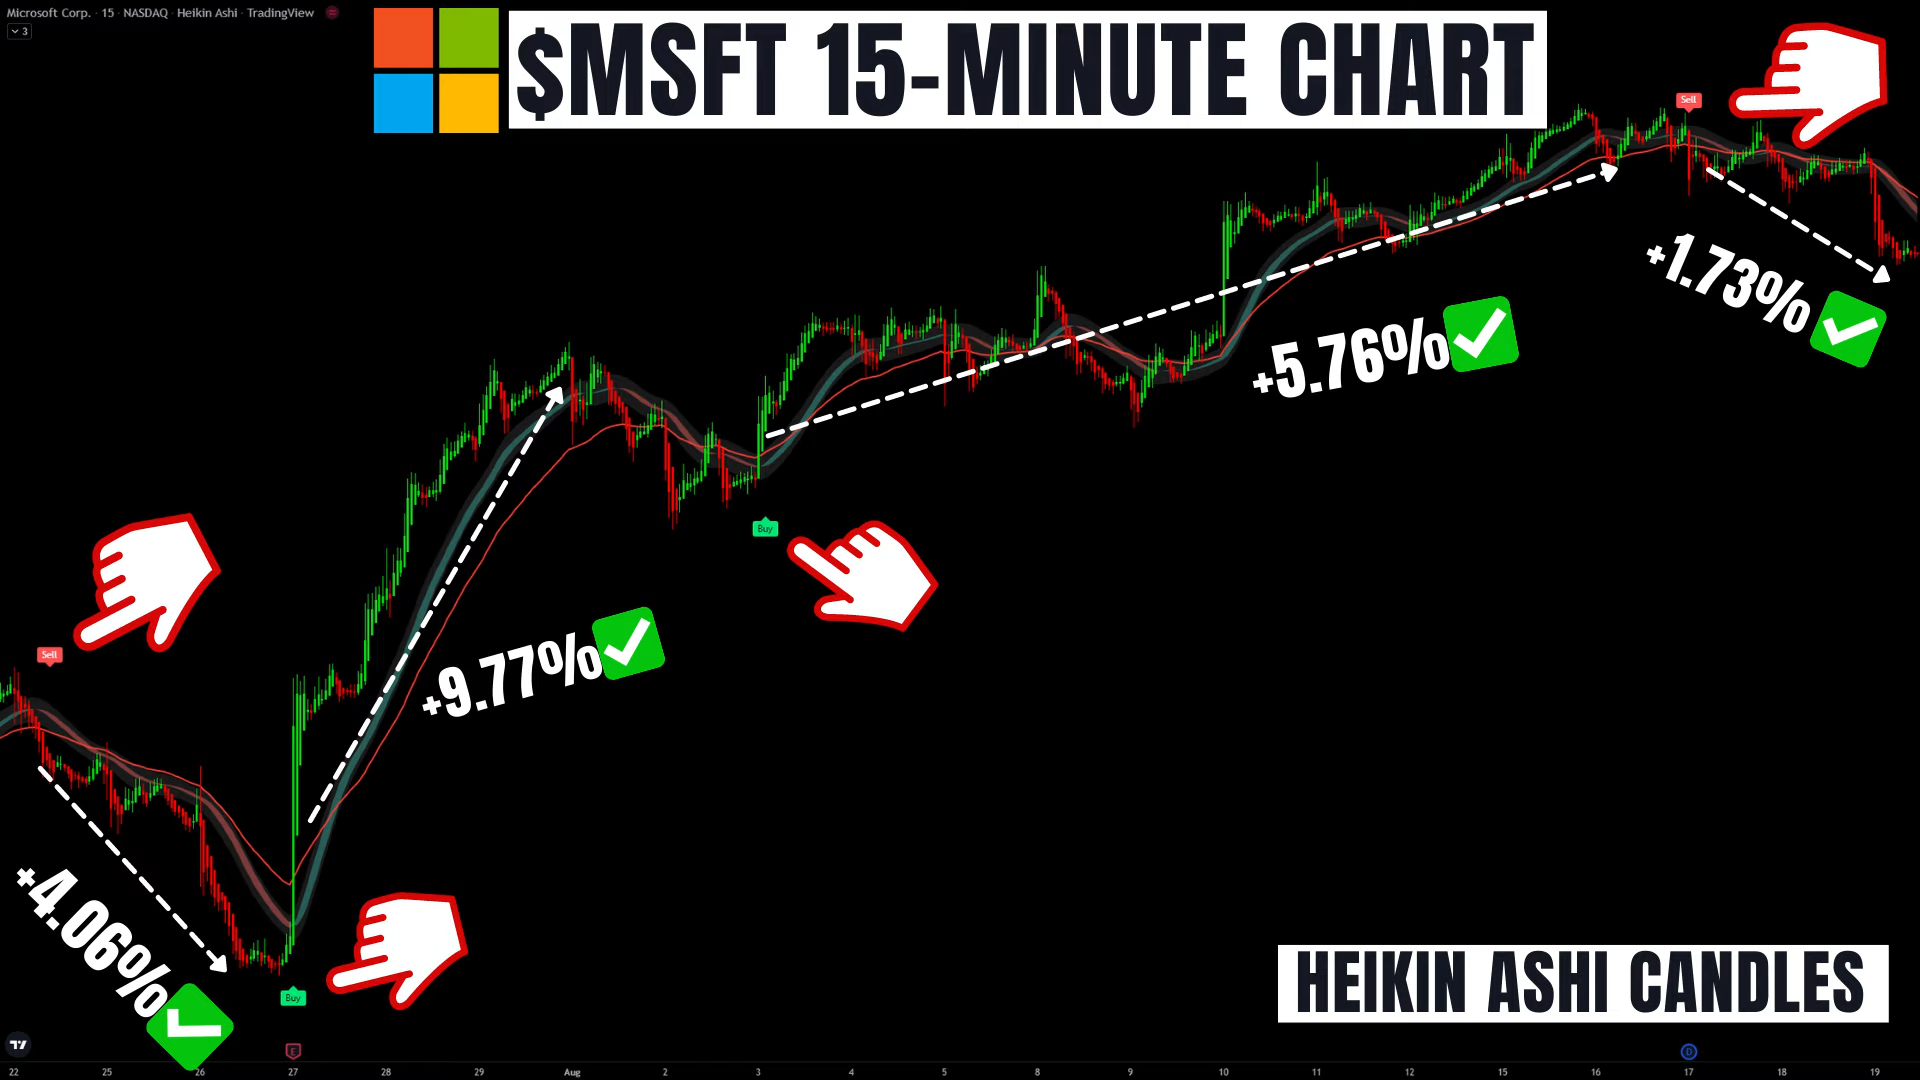 Microsoft Corp. · 15 · NASDAQ · Heikin Ashi · TradingView
3
$MSFT 15-MINUTE CHART
Sell
+1.73%
+5.76%
Buy
+9.77%
Sell
+4.06%
Buy
HEIKIN ASHI CANDLES
E
D
22 25 26 27 28 29 Aug 2 3 4 5 8 9 10 11 12 15 16 17 18 19